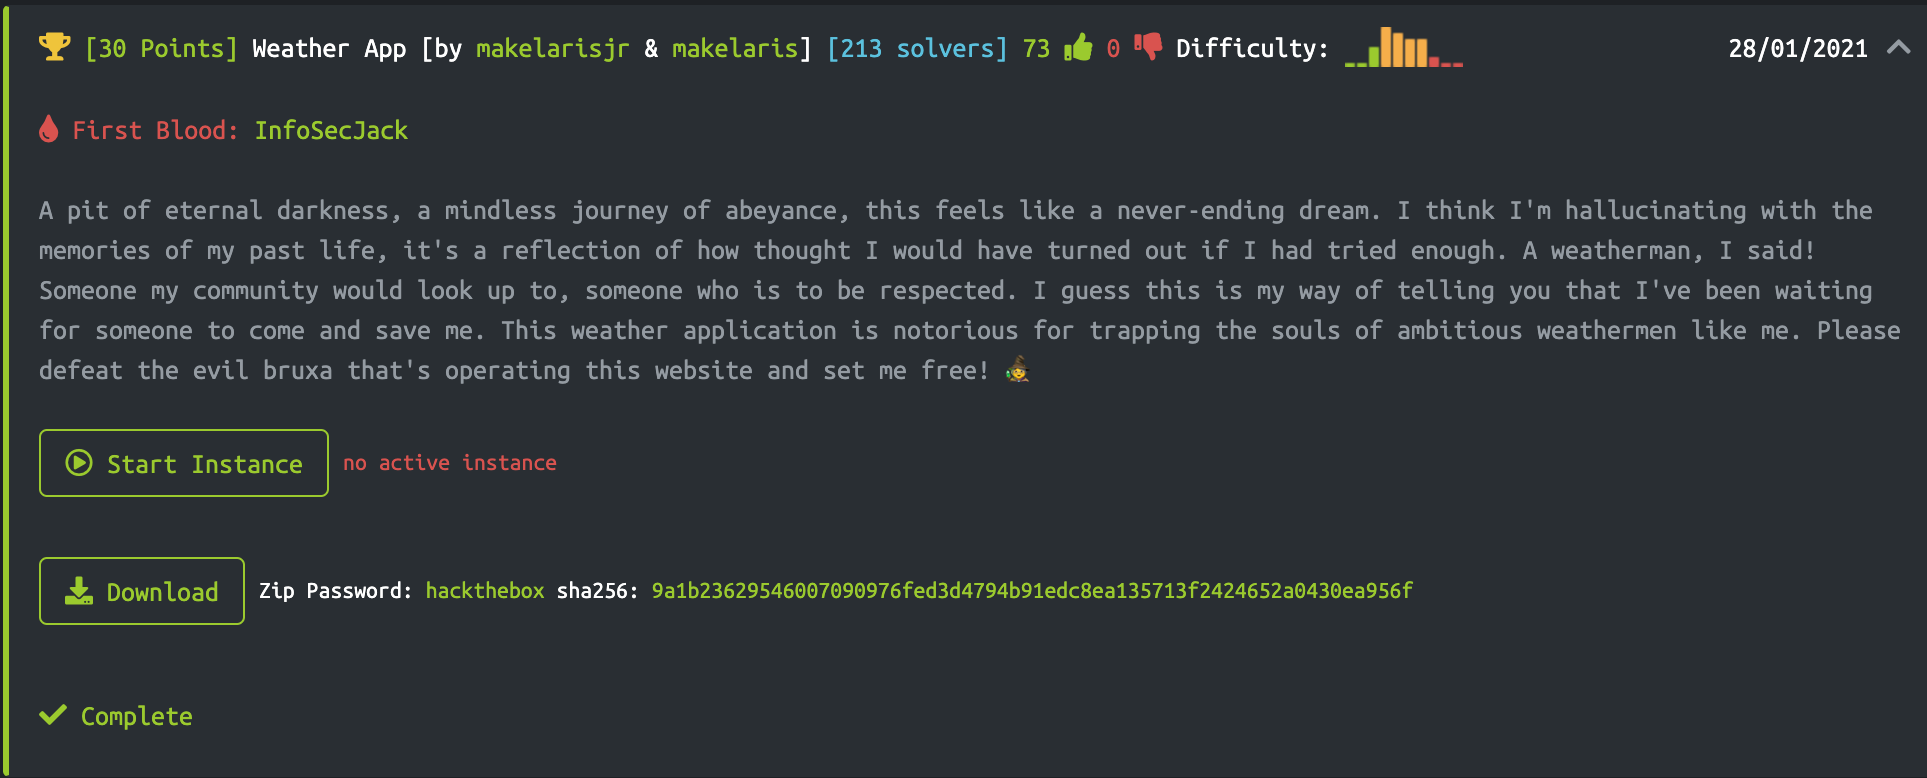 [30 Points] Weather App [by makelarisjr & makelaris] [213 solvers] 73 0 Difficulty: 28/01/2021
First Blood: InfoSecJack
A pit of eternal darkness, a mindless journey of abeyance, this feels like a never-ending dream. I think I'm hallucinating with the
memories of my past life, it's a reflection of how thought I would have turned out if I had tried enough. A weatherman, I said!
Someone my community would look up to, someone who is to be respected. I guess this is my way of telling you that I've been waiting
for someone to come and save me. This weather application is notorious for trapping the souls of ambitious weathermen like me. Please
defeat the evil bruxa that's operating this website and set me free!
Start Instance no active instance
Download Zip Password: hackthebox sha256: 9a1b23629546007090976fed3d4794b91edc8ea135713f2424652a0430ea956f
Complete